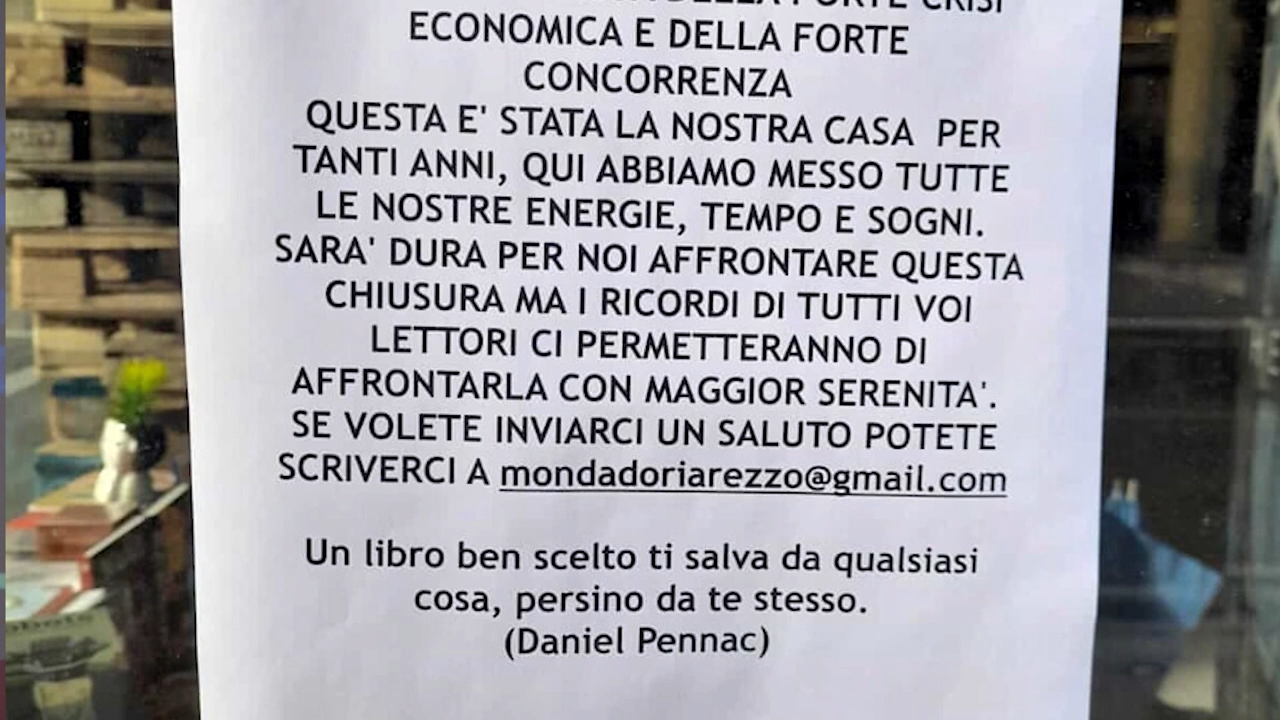 DELLA FORTE CRISI
ECONOMICA E DELLA FORTE
CONCORRENZA
QUESTA E' STATA LA NOSTRA CASA PER
TANTI ANNI, QUI ABBIAMO MESSO TUTTE
LE NOSTRE ENERGIE, TEMPO E SOGNI.
SARA' DURA PER NOI AFFRONTARE QUESTA
CHIUSURA MA I RICORDI DI TUTTI VOI
LETTORI CI PERMETTERANNO DI
AFFRONTARLA CON MAGGIOR SERENITA'.
SE VOLETE INVIARCI UN SALUTO POTETE
SCRIVERCI A mondadoriarezzo@gmail.com
Un libro ben scelto ti salva da qualsiasi
cosa, persino da te stesso.
(Daniel Pennac)